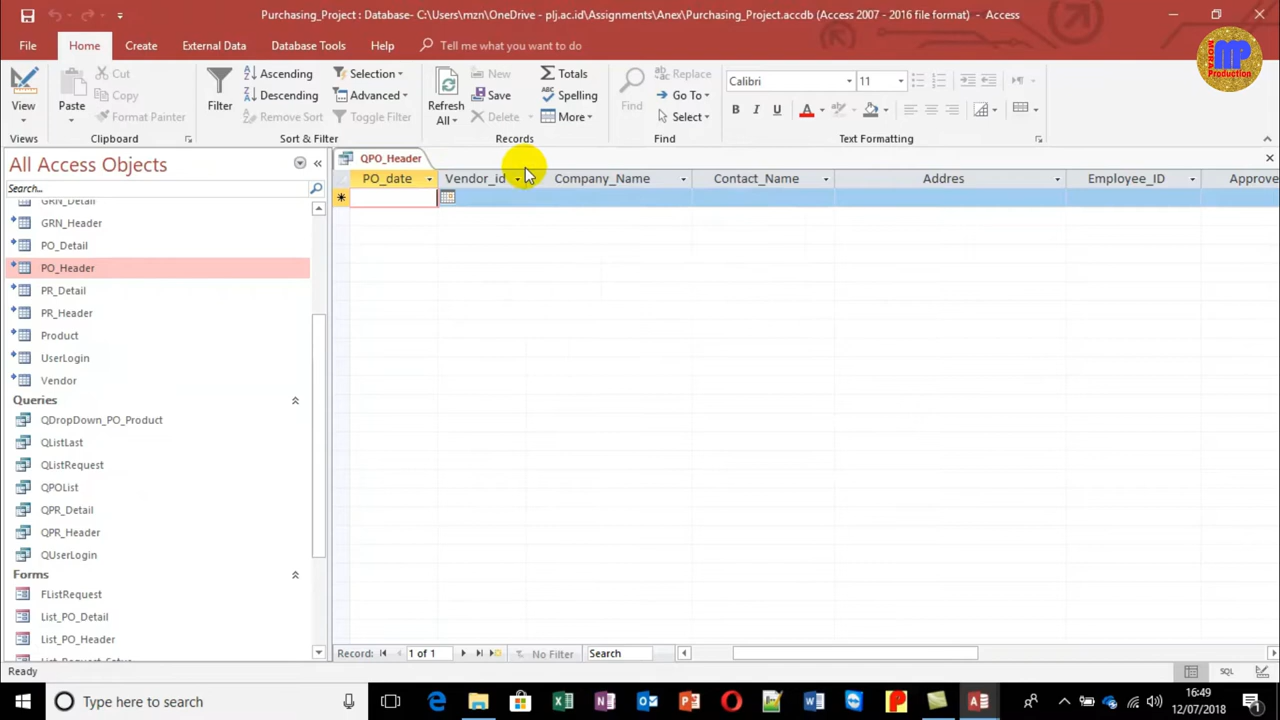 Purchasing_Project : Database- C:\Users\mzn\OneDrive - plj.ac.id\Assignments\Anex\Purchasing_Project.accdb (Access 2007 - 2016 file format) - Access
File Home Create External Data Database Tools Help Tell me what you want to do
MORA MP Production
View
Views
Paste
Cut
Copy
Format Painter
Clipboard
Filter
Ascending
Descending
Remove Sort
Selection
Advanced
Toggle Filter
Sort & Filter
Refresh All
New
Save
Delete
Totals
Spelling
More
Records
Find
Replace
Go To
Select
Find
Calibri 11
B I U A
Text Formatting
All Access Objects
Search...
GRN_Detail
GRN_Header
PO_Detail
PO_Header
PR_Detail
PR_Header
Product
UserLogin
Vendor
Queries
QDropDown_PO_Product
QListLast
QListRequest
QPOList
QPR_Detail
QPR_Header
QUserLogin
Forms
FListRequest
List_PO_Detail
List_PO_Header
QPO_Header
PO_date Vendor_id Company_Name Contact_Name Addres Employee_ID Approve
Record: 1 of 1 No Filter Search
Ready SQL
Type here to search
16:49
12/07/2018